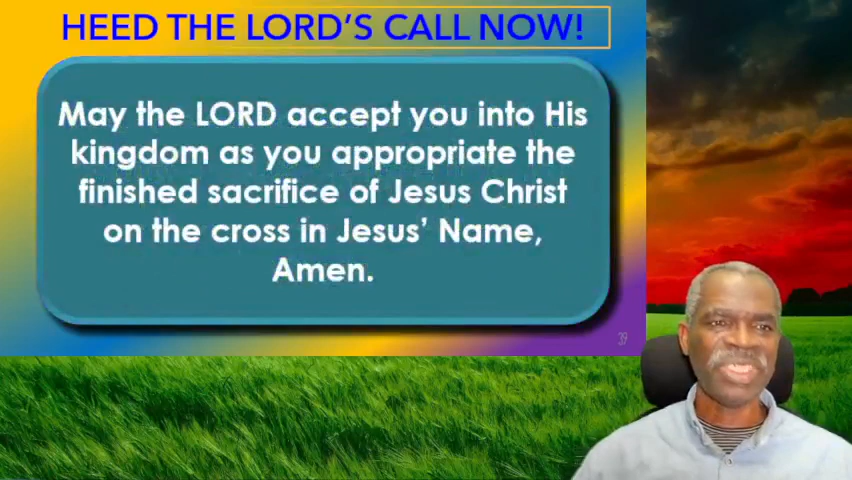 HEED THE LORD'S CALL NOW!
May the LORD accept you into His
kingdom as you appropriate the
finished sacrifice of Jesus Christ
on the cross in Jesus' Name,
Amen.
39